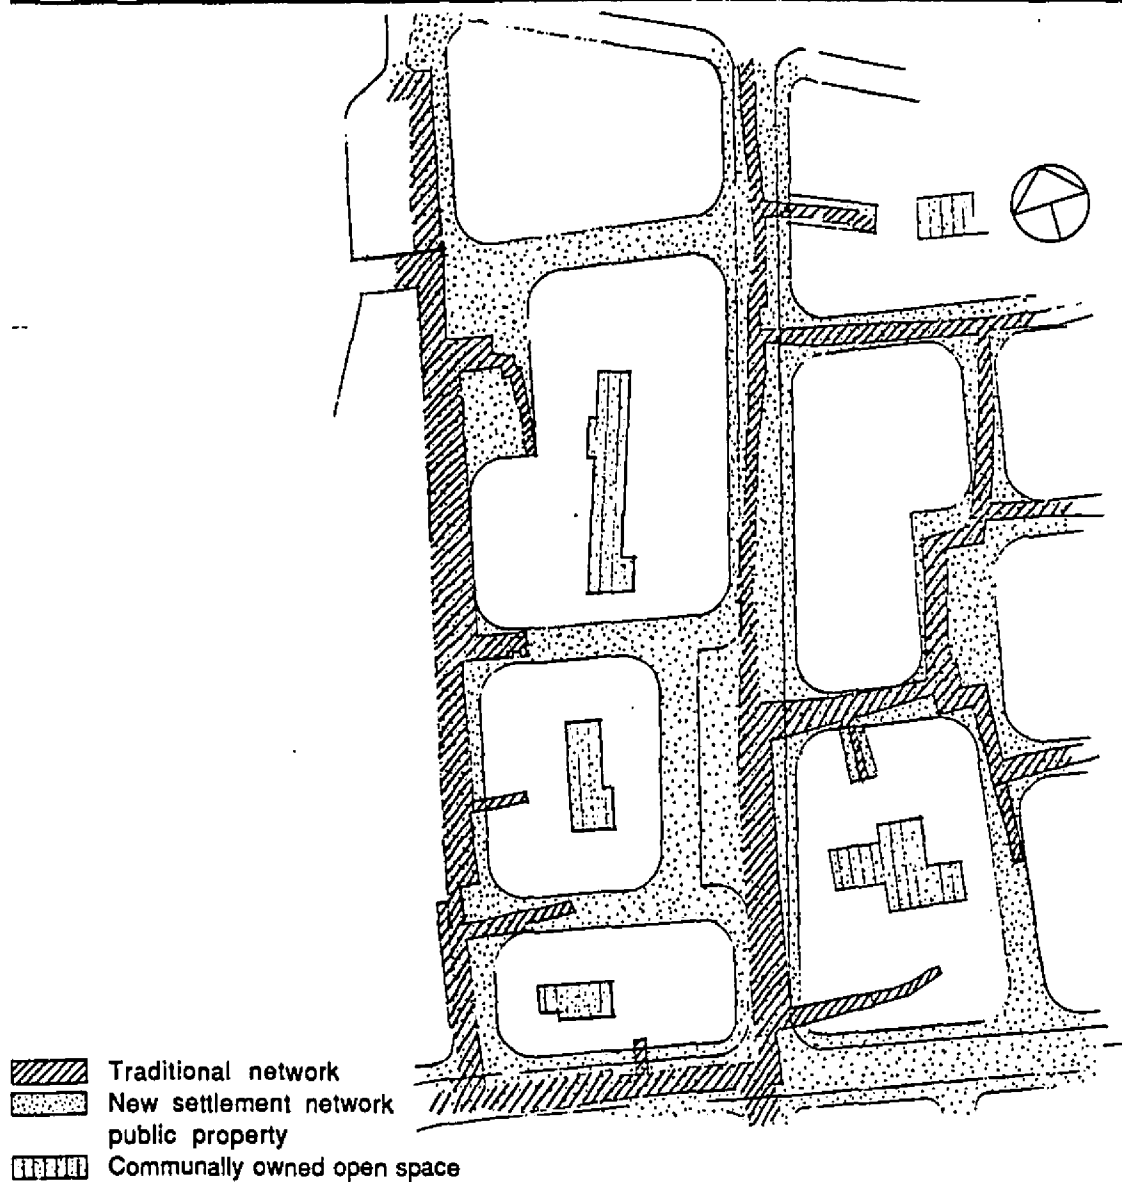 Traditional network
New settlement network
public property
Communally owned open space